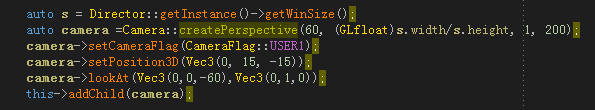 auto s = Director::getInstance()->getWinSize();
auto camera =Camera::createPerspective(60, (GLfloat)s.width/s.height, 1, 200);
camera->setCameraFlag(CameraFlag::USER1);
camera->setPosition3D(Vec3(0, 15, -15));
camera->lookAt(Vec3(0,0,-60),Vec3(0,1,0));
this->addChild(camera);